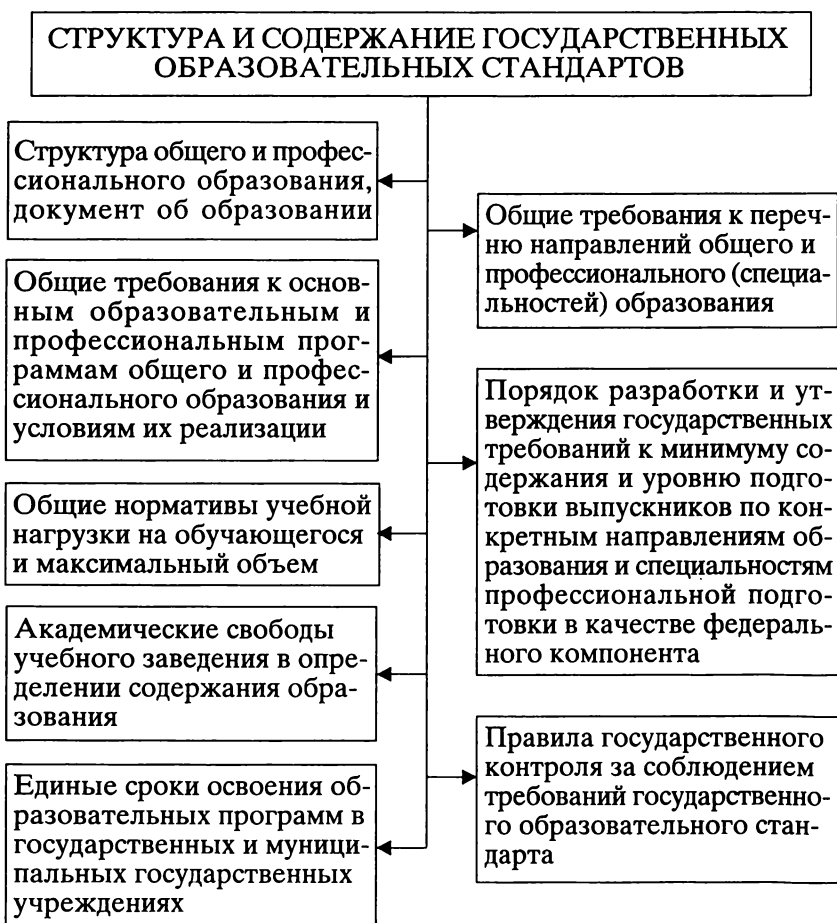 СТРУКТУРА И СОДЕРЖАНИЕ ГОСУДАРСТВЕННЫХ
ОБРАЗОВАТЕЛЬНЫХ СТАНДАРТОВ
Структура общего и профес-
сионального образования,
документ об образовании
Общие требования к основ-
ным образовательным и
профессиональным прог-
раммам общего и профес-
сионального образования и
условиям их реализации
Общие нормативы учебной
нагрузки на обучающегося
и максимальный объем
Академические свободы
учебного заведения в опре-
делении содержания обра-
зования
Единые сроки освоения об-
разовательных программ в
государственных и муници-
пальных государственных
учреждениях
Общие требования к переч-
ню направлений общего и
профессионального (специа-
льностей) образования
Порядок разработки и ут-
верждения государственных
требований к минимуму со-
держания и уровню подго-
товки выпускников по кон-
кретным направлениям об-
разования и специальностям
профессиональной подго-
товки в качестве федераль-
ного компонента
Правила государственного
контроля за соблюдением
требований государственно-
го образовательного стан-
дарта